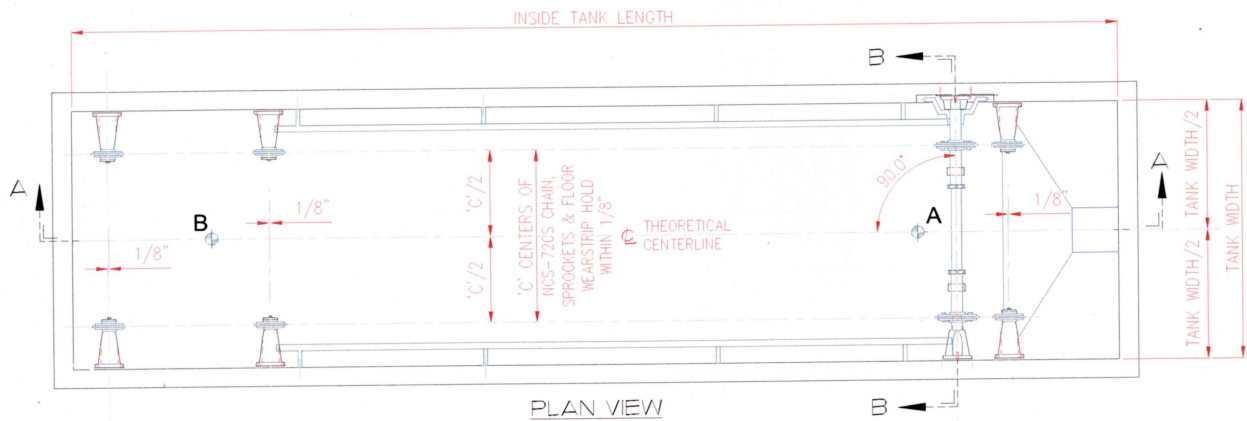 INSIDE TANK LENGTH
B
A
A
B
A
90.0°
1/8"
1/8"
1/8"
'C'/2
'C'/2
'C' CENTERS OF
NCS-720S CHAIN,
SPROCKETS & FLOOR
WEARSTRIP HOLD
WITHIN 1/8"
℄ THEORETICAL
CENTERLINE
TANK WIDTH/2
TANK WIDTH/2
TANK WIDTH
B
PLAN VIEW